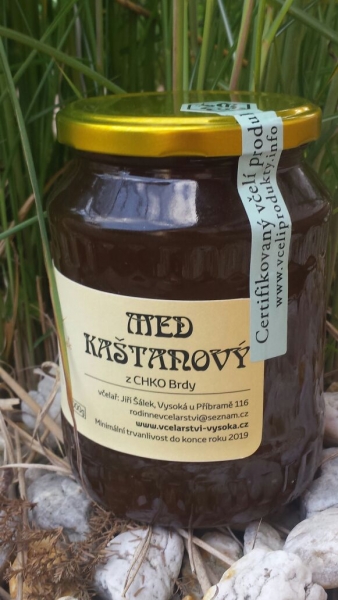 MED
KAŠTANOVÝ
z CHKO Brdy
včelař: Jiří Šálek, Vysoká u Příbramě 116
rodinnevcelarstvi@seznam.cz
www.vcelarstvi-vysoka.cz
Minimální trvanlivost do konce roku 2019
Certifikovaný včelí produ
www.vceliprodukty.info